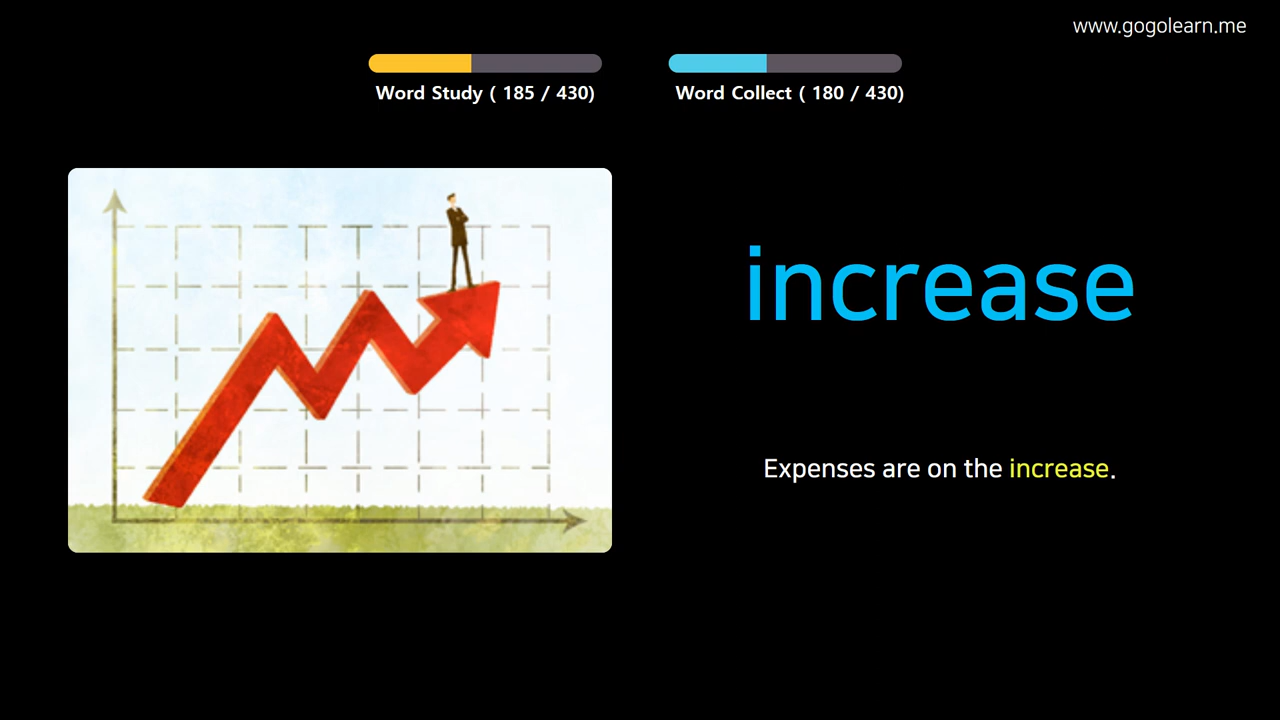 www.gogolearn.me
Word Study ( 185 / 430)
Word Collect ( 180 / 430)
increase
Expenses are on the increase.